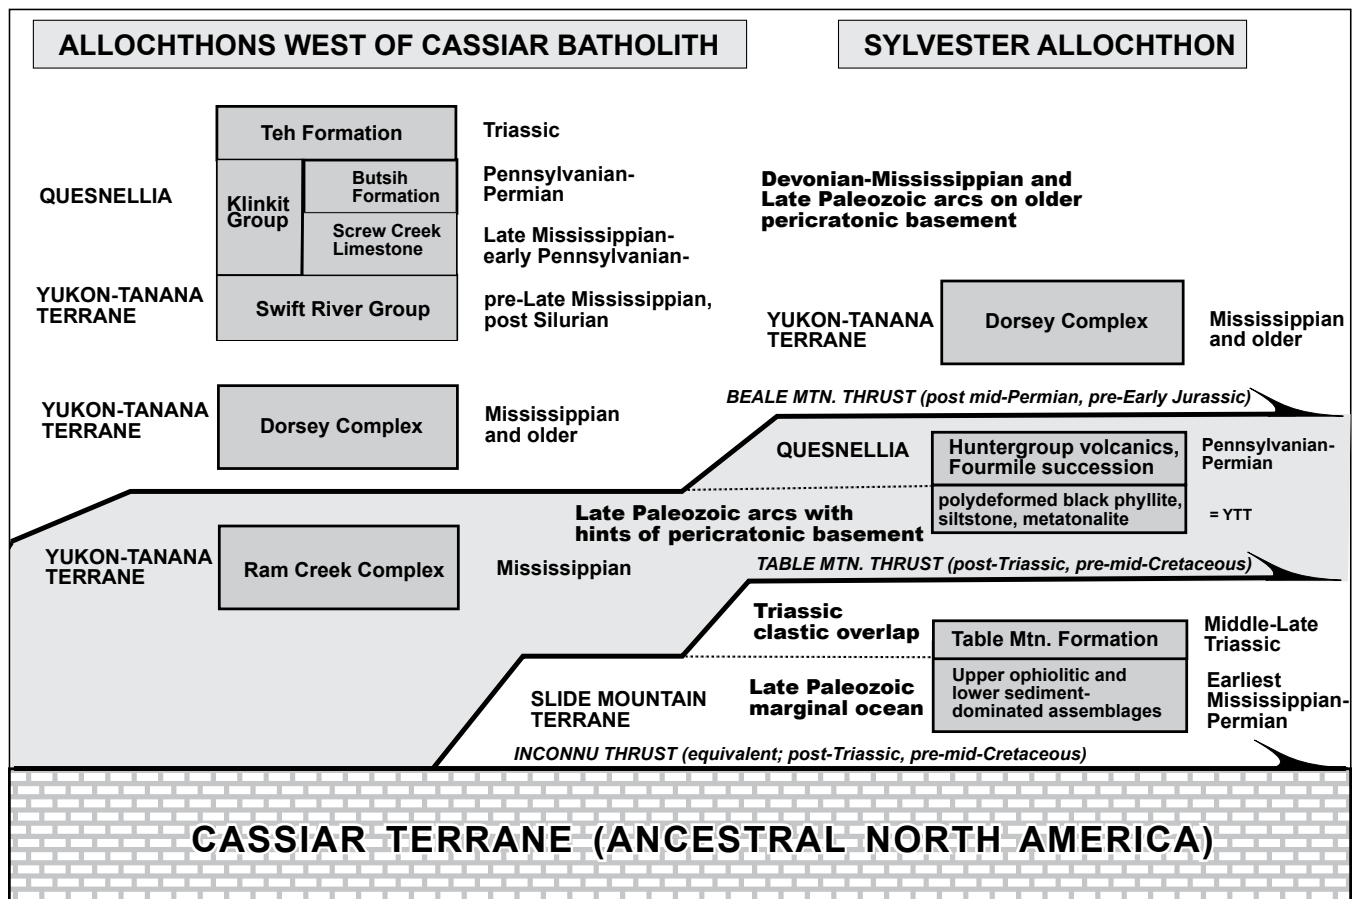 ALLOCHTHONS WEST OF CASSIAR BATHOLITH
SYLVESTER ALLOCHTHON
Teh Formation
Triassic
QUESNELLIA
Klinkit
Group
Butsih
Formation
Pennsylvanian-
Permian
Screw Creek
Limestone
Late Mississippian-
early Pennsylvanian-
YUKON-TANANA
TERRANE
Swift River Group
pre-Late Mississippian,
post Silurian
YUKON-TANANA
TERRANE
Dorsey Complex
Mississippian
and older
YUKON-TANANA
TERRANE
Ram Creek Complex
Mississippian
Devonian-Mississippian and
Late Paleozoic arcs on older
pericratonic basement
YUKON-TANANA
TERRANE
Dorsey Complex
Mississippian
and older
BEALE MTN. THRUST (post mid-Permian, pre-Early Jurassic)
QUESNELLIA
Huntergroup volcanics,
Fourmile succession
Pennsylvanian-
Permian
Late Paleozoic arcs with
hints of pericratonic basement
polydeformed black phyllite,
siltstone, metatonalite
= YTT
TABLE MTN. THRUST (post-Triassic, pre-mid-Cretaceous)
Triassic
clastic overlap
Table Mtn. Formation
Middle-Late
Triassic
SLIDE MOUNTAIN
TERRANE
Late Paleozoic
marginal ocean
Upper ophiolitic and
lower sediment-
dominated assemblages
Earliest
Mississippian-
Permian
INCONNU THRUST (equivalent; post-Triassic, pre-mid-Cretaceous)
CASSIAR TERRANE (ANCESTRAL NORTH AMERICA)